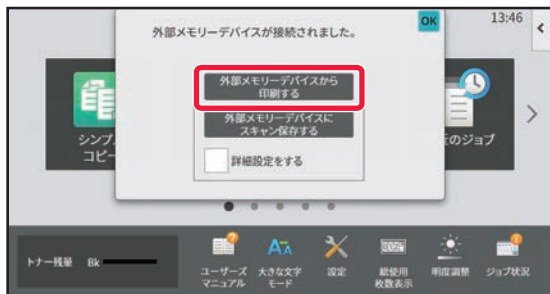 外部メモリーデバイスが接続されました。
OK
13:46
外部メモリーデバイスから
印刷する
外部メモリーデバイスに
スキャン保存する
詳細設定をする
シンプル
コピー
のジョブ
トナー残量 Bk
ユーザーズ
マニュアル
大きな文字
モード
設定
総使用
枚数表示
明度調整
ジョブ状況